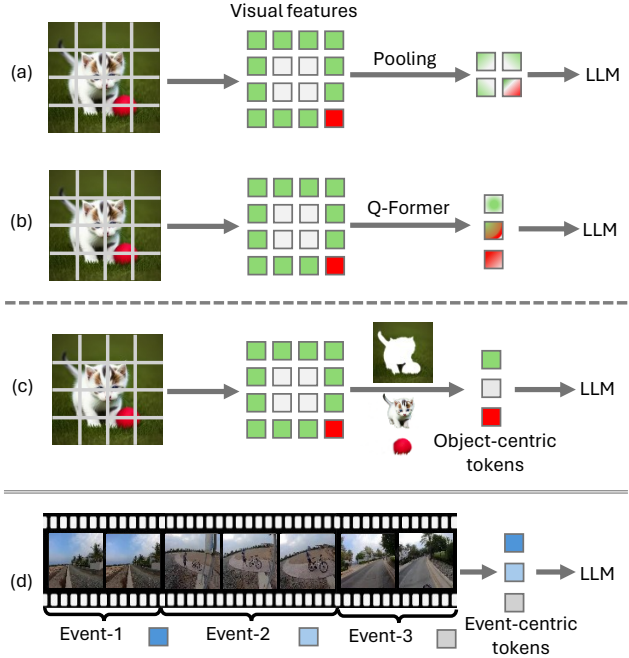 Visual features
(a)
Pooling
LLM
(b)
Q-Former
LLM
(c)
Object-centric
tokens
LLM
(d)
Event-1
Event-2
Event-3
Event-centric
tokens
LLM